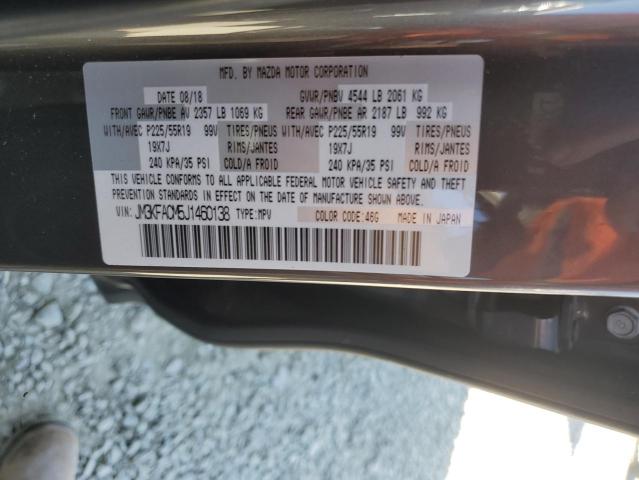 MFD. BY MAZDA MOTOR CORPORATION
DATE 08/18 GVWR/PNBV 4544 LB 2061 KG
FRONT GAWR/PNBE AV 2357 LB 1069 KG REAR GAWR/PNBE AR 2187 LB 992 KG
WITH/AVEC P225/55R19 99V TIRES/PNEUS WITH/AVEC P225/55R19 99V TIRES/PNEUS
19X7J RIMS/JANTES 19X7J RIMS/JANTES
240 KPA/35 PSI COLD/A FROID 240 KPA/35 PSI COLD/A FROID
THIS VEHICLE CONFORMS TO ALL APPLICABLE FEDERAL MOTOR VEHICLE SAFETY AND THEFT
PREVENTION STANDARDS IN EFFECT ON THE DATE OF MANUFACTURE SHOWN ABOVE.
VIN: JM3KFACM5J1460138 TYPE:MPV COLOR CODE:46G MADE IN JAPAN